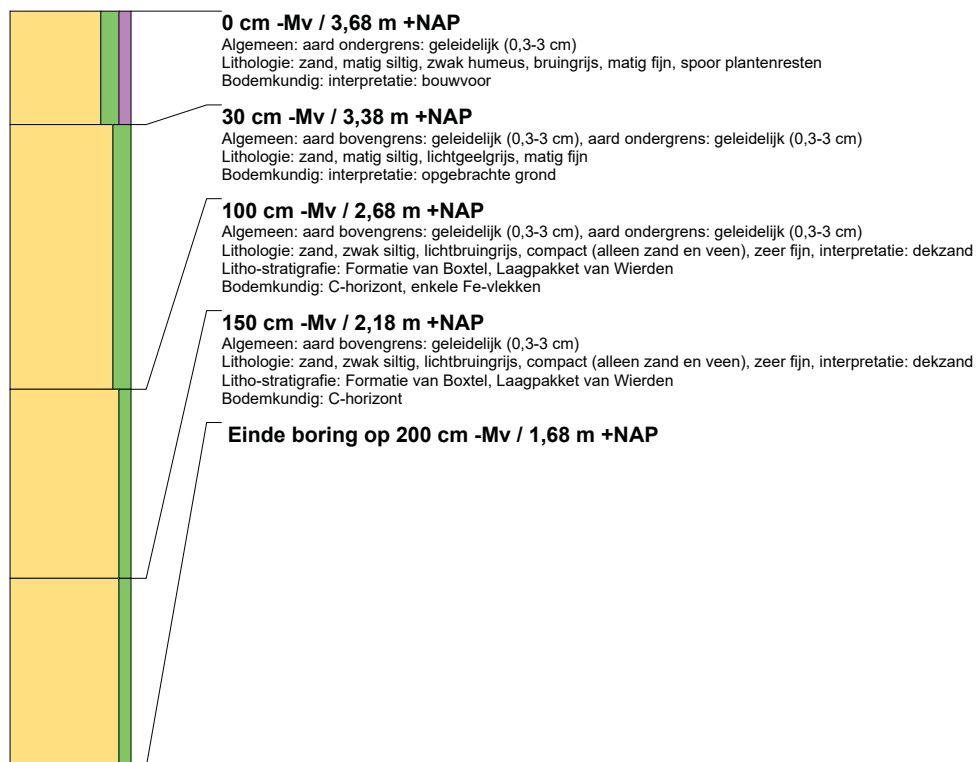 0 cm -Mv / 3,68 m +NAP
Algemeen: aard ondergrens: geleidelijk (0,3-3 cm)
Lithologie: zand, matig siltig, zwak humeus, bruingrijs, matig fijn, spoor plantenresten
Bodemkundig: interpretatie: bouwvoor
30 cm -Mv / 3,38 m +NAP
Algemeen: aard bovengrens: geleidelijk (0,3-3 cm), aard ondergrens: geleidelijk (0,3-3 cm)
Lithologie: zand, matig siltig, lichtgeelgrijs, matig fijn
Bodemkundig: interpretatie: opgebrachte grond
100 cm -Mv / 2,68 m +NAP
Algemeen: aard bovengrens: geleidelijk (0,3-3 cm), aard ondergrens: geleidelijk (0,3-3 cm)
Lithologie: zand, zwak siltig, lichtbruingrijs, compact (alleen zand en veen), zeer fijn, interpretatie: dekzand
Litho-stratigrafie: Formatie van Boxtel, Laagpakket van Wierden
Bodemkundig: C-horizont, enkele Fe-vlekken
150 cm -Mv / 2,18 m +NAP
Algemeen: aard bovengrens: geleidelijk (0,3-3 cm)
Lithologie: zand, zwak siltig, lichtbruingrijs, compact (alleen zand en veen), zeer fijn, interpretatie: dekzand
Litho-stratigrafie: Formatie van Boxtel, Laagpakket van Wierden
Bodemkundig: C-horizont
Einde boring op 200 cm -Mv / 1,68 m +NAP